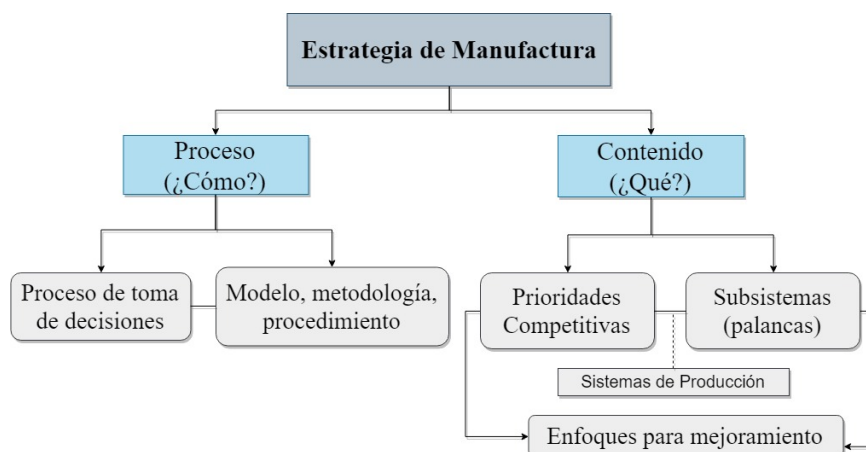 Estrategia de Manufactura
Proceso
(¿Cómo?)
Contenido
(¿Qué?)
Proceso de toma
de decisiones
Modelo, metodología,
procedimiento
Prioridades
Competitivas
Subsistemas
(palancas)
Sistemas de Producción
Enfoques para mejoramiento